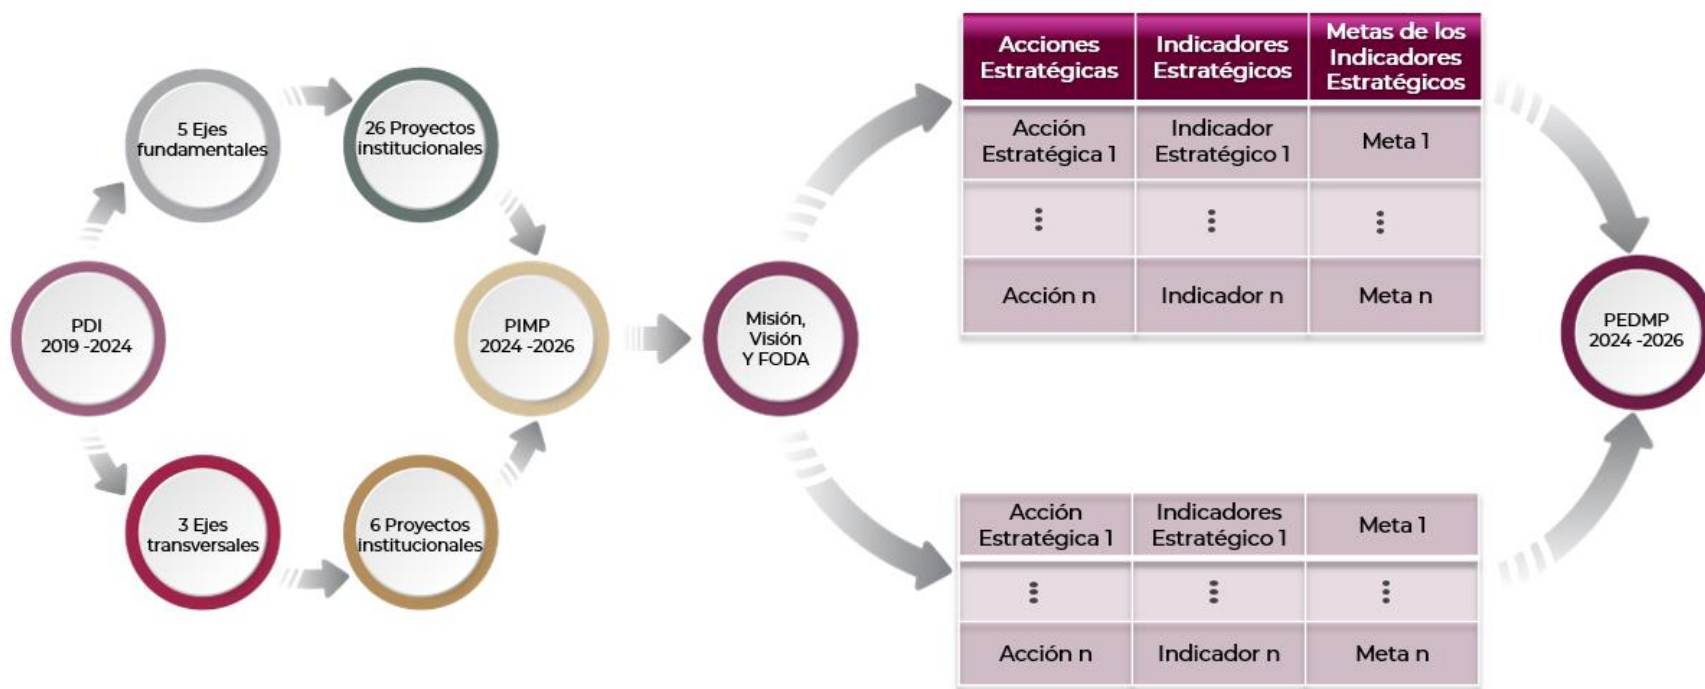 5 Ejes
fundamentales
26 Proyectos
institucionales
PDI
2019 -2024
PIMP
2024 -2026
3 Ejes
transversales
6 Proyectos
institucionales
Misión,
Visión
Y FODA
Acciones
Estratégicas
Indicadores
Estratégicos
Metas de los
Indicadores
Estratégicos
Acción
Estratégica 1
Indicador
Estratégico 1
Meta 1
Acción n
Indicador n
Meta n
Acción
Estratégica 1
Indicadores
Estratégico 1
Meta 1
Acción n
Indicador n
Meta n
PEDMP
2024 -2026